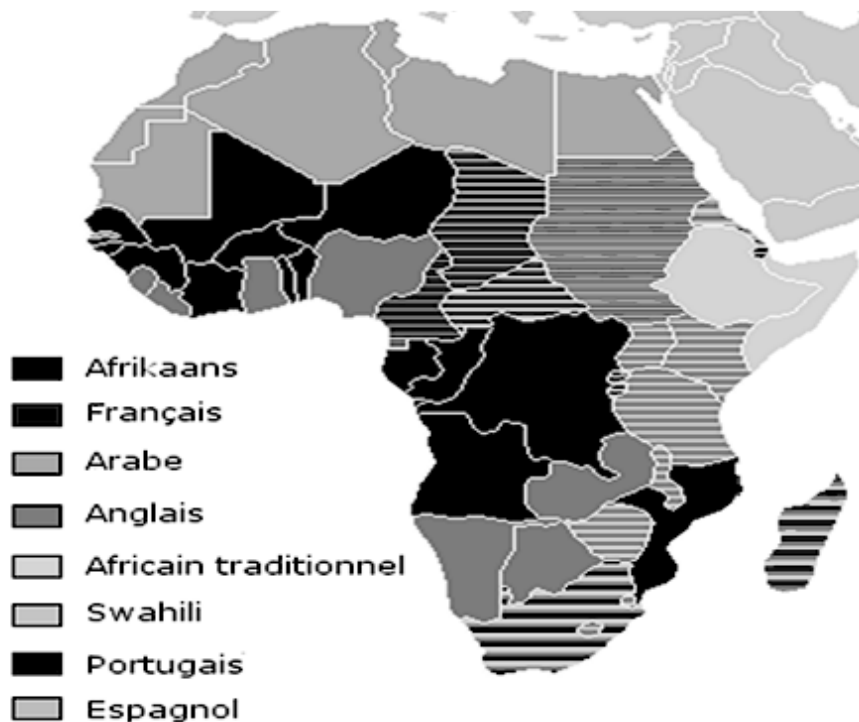 Afrikaans
Français
Arabe
Anglais
Africain traditionnel
Swahili
Portugais
Espagnol